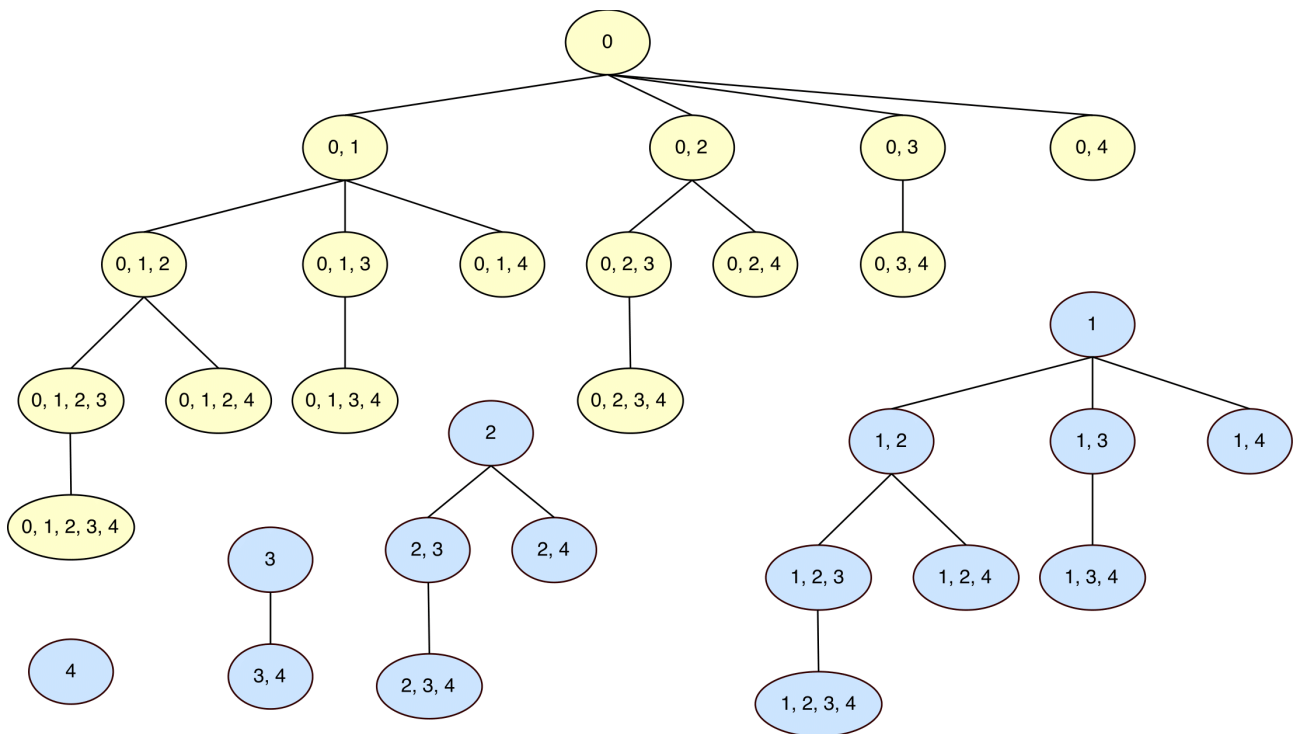 0
0, 1
0, 2
0, 3
0, 4
0, 1, 2
0, 1, 3
0, 1, 4
0, 2, 3
0, 2, 4
0, 3, 4
1
0, 1, 2, 3
0, 1, 2, 4
0, 1, 3, 4
0, 2, 3, 4
2
1, 2
1, 3
1, 4
0, 1, 2, 3, 4
3
2, 3
2, 4
1, 2, 3
1, 2, 4
1, 3, 4
4
3, 4
2, 3, 4
1, 2, 3, 4